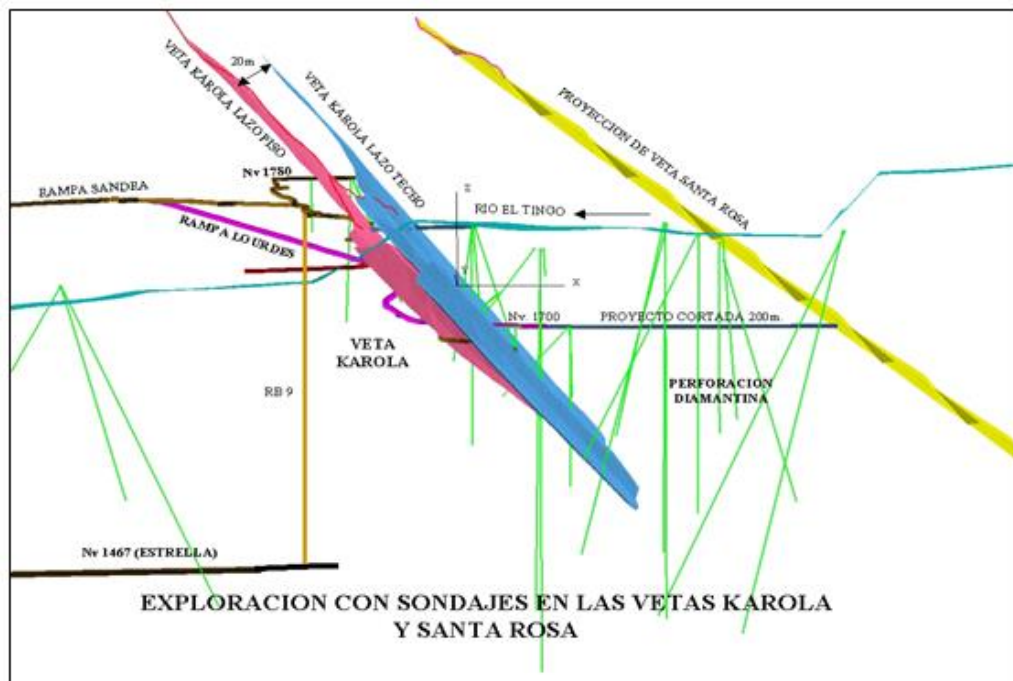 20m
VETA KAROLA LAZO PISO
VETA KAROLA LAZO TECHO
PROYECCION DE VETA SANTA ROSA
Nv 1780
RAMPA SANDRA
RAMPA LOURDES
RIO EL TINGO
Z
Y
X
Nv. 1700
PROYECTO CORTADA 200m.
VETA
KAROLA
RB 9
PERFORACION
DIAMANTINA
Nv 1467 (ESTRELLA)
EXPLORACION CON SONDAJES EN LAS VETAS KAROLA
Y SANTA ROSA